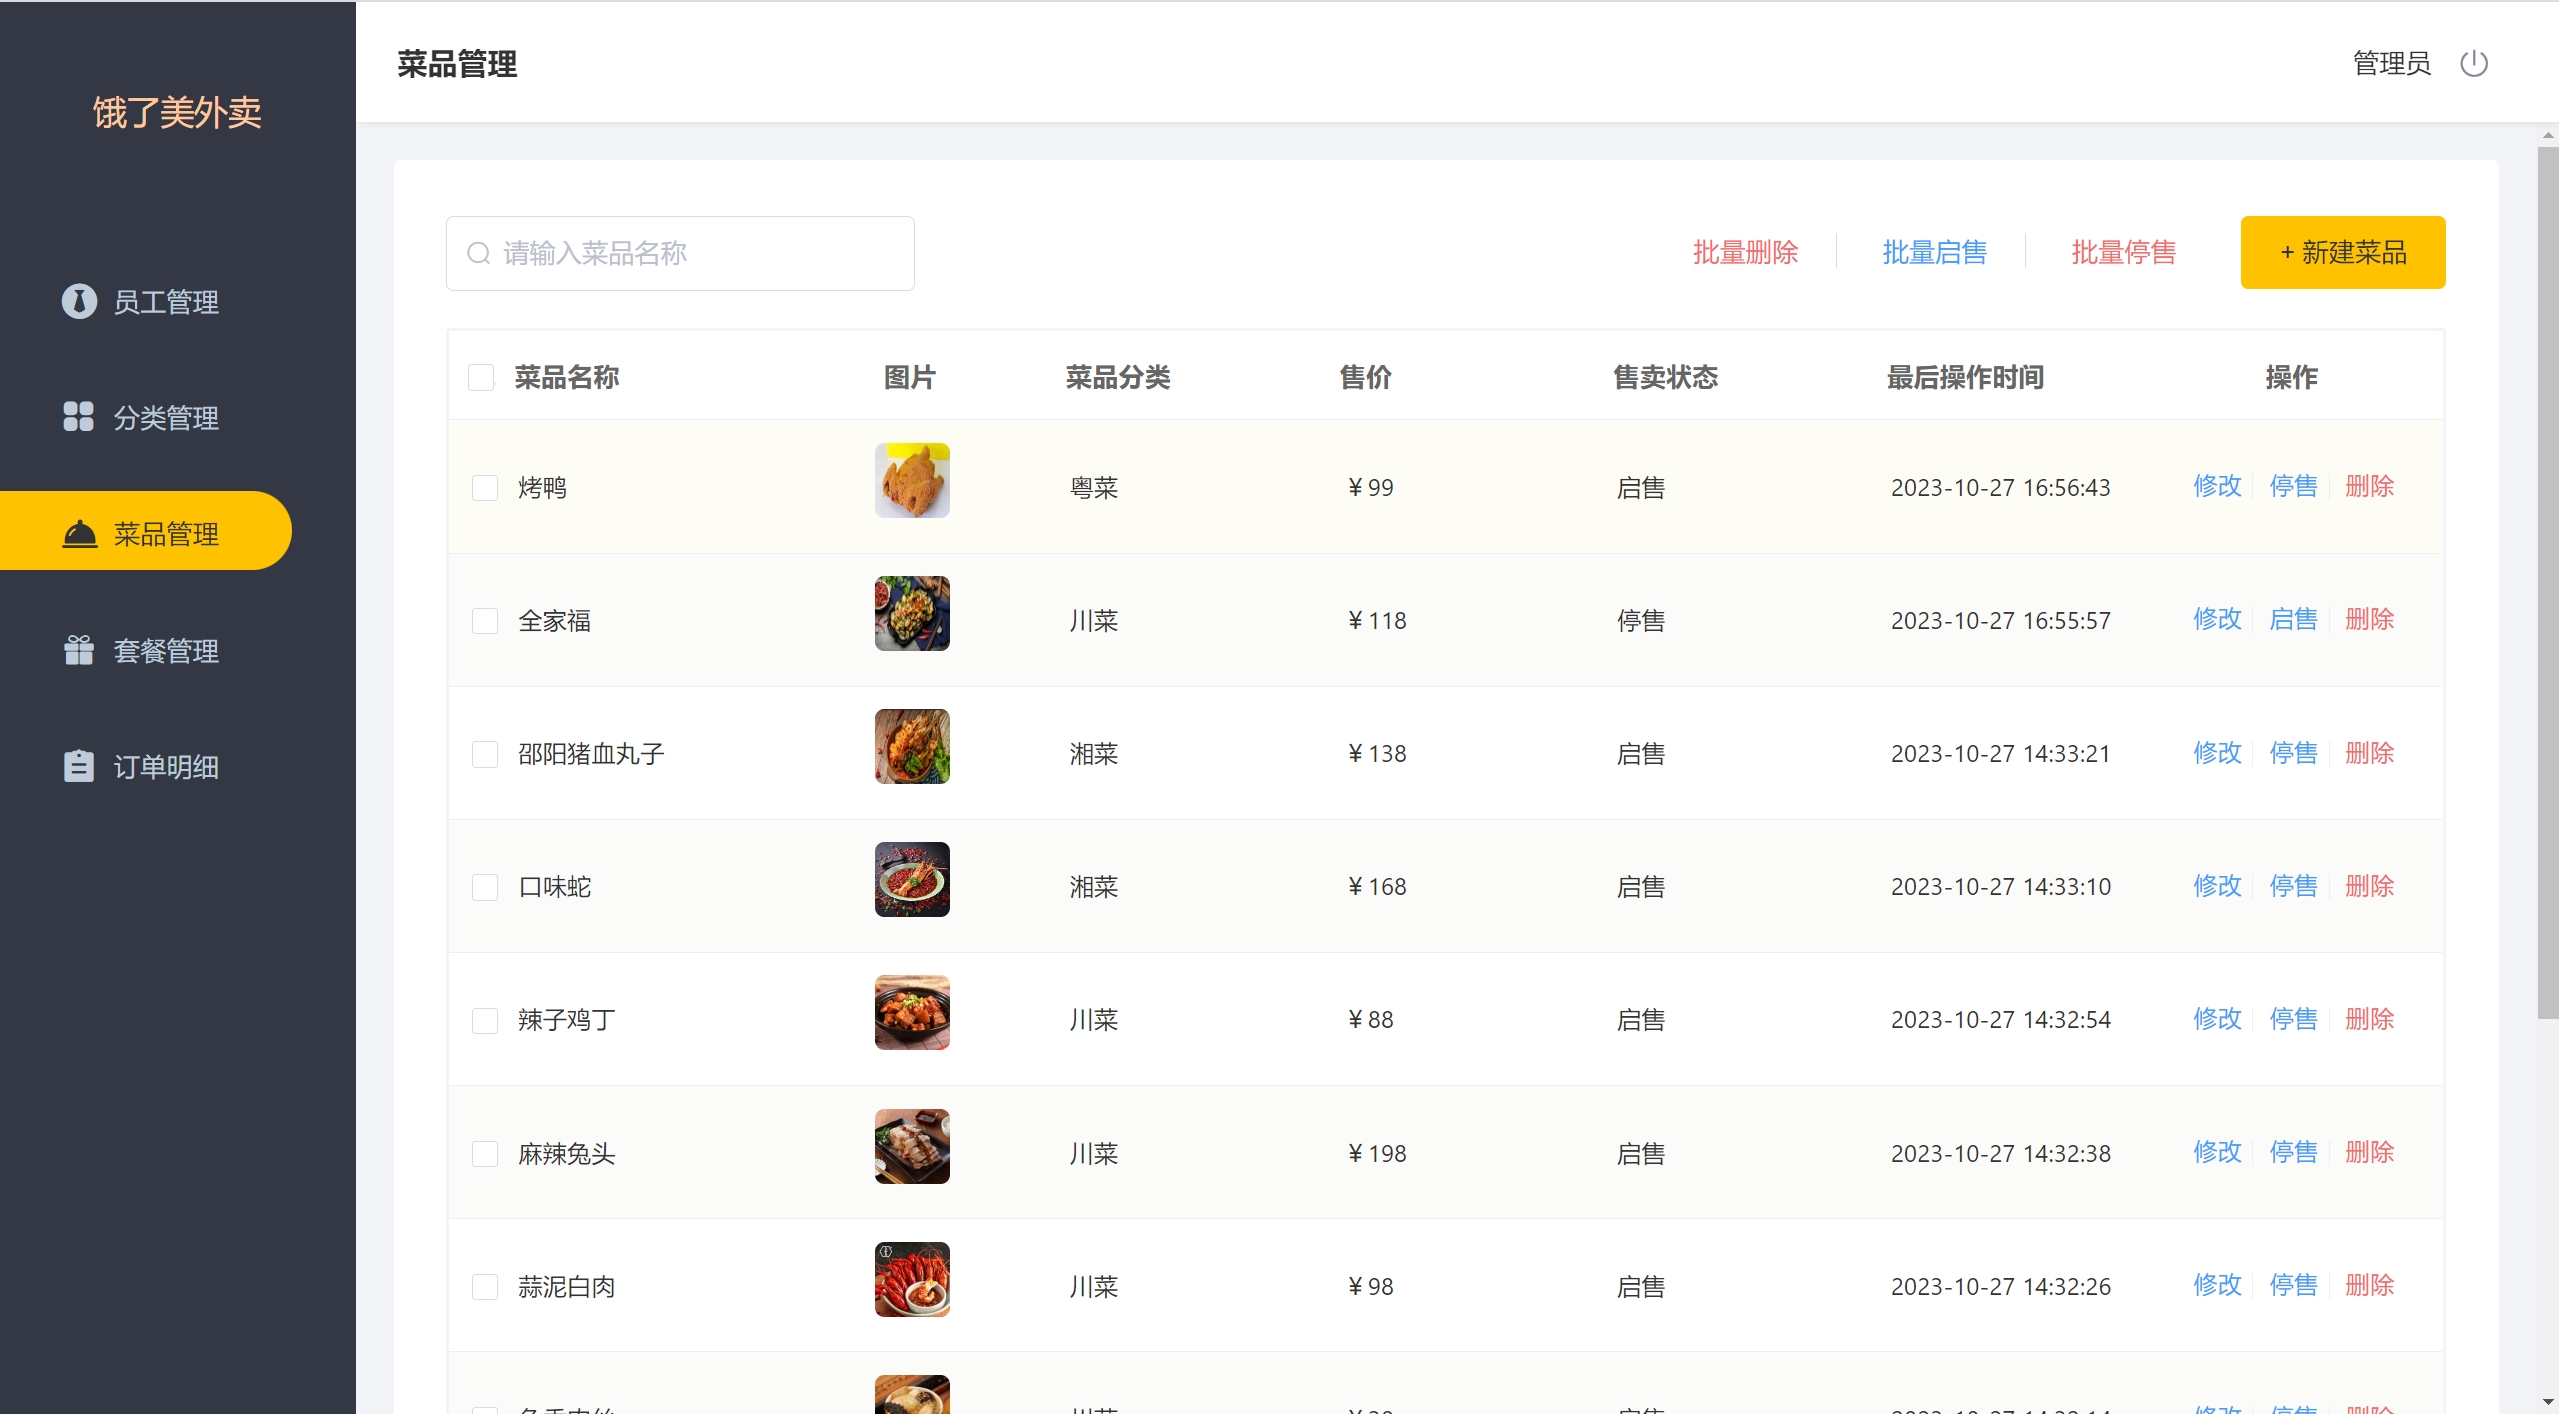 饿了美外卖
员工管理
分类管理
菜品管理
套餐管理
订单明细
菜品管理
管理员
请输入菜品名称
批量删除 批量启售 批量停售 + 新建菜品
菜品名称 图片 菜品分类 售价 售卖状态 最后操作时间 操作
烤鸭 粤菜 ¥ 99 启售 2023-10-27 16:56:43 修改 停售 删除
全家福 川菜 ¥ 118 停售 2023-10-27 16:55:57 修改 启售 删除
邵阳猪血丸子 湘菜 ¥ 138 启售 2023-10-27 14:33:21 修改 停售 删除
口味蛇 湘菜 ¥ 168 启售 2023-10-27 14:33:10 修改 停售 删除
辣子鸡丁 川菜 ¥ 88 启售 2023-10-27 14:32:54 修改 停售 删除
麻辣兔头 川菜 ¥ 198 启售 2023-10-27 14:32:38 修改 停售 删除
蒜泥白肉 川菜 ¥ 98 启售 2023-10-27 14:32:26 修改 停售 删除